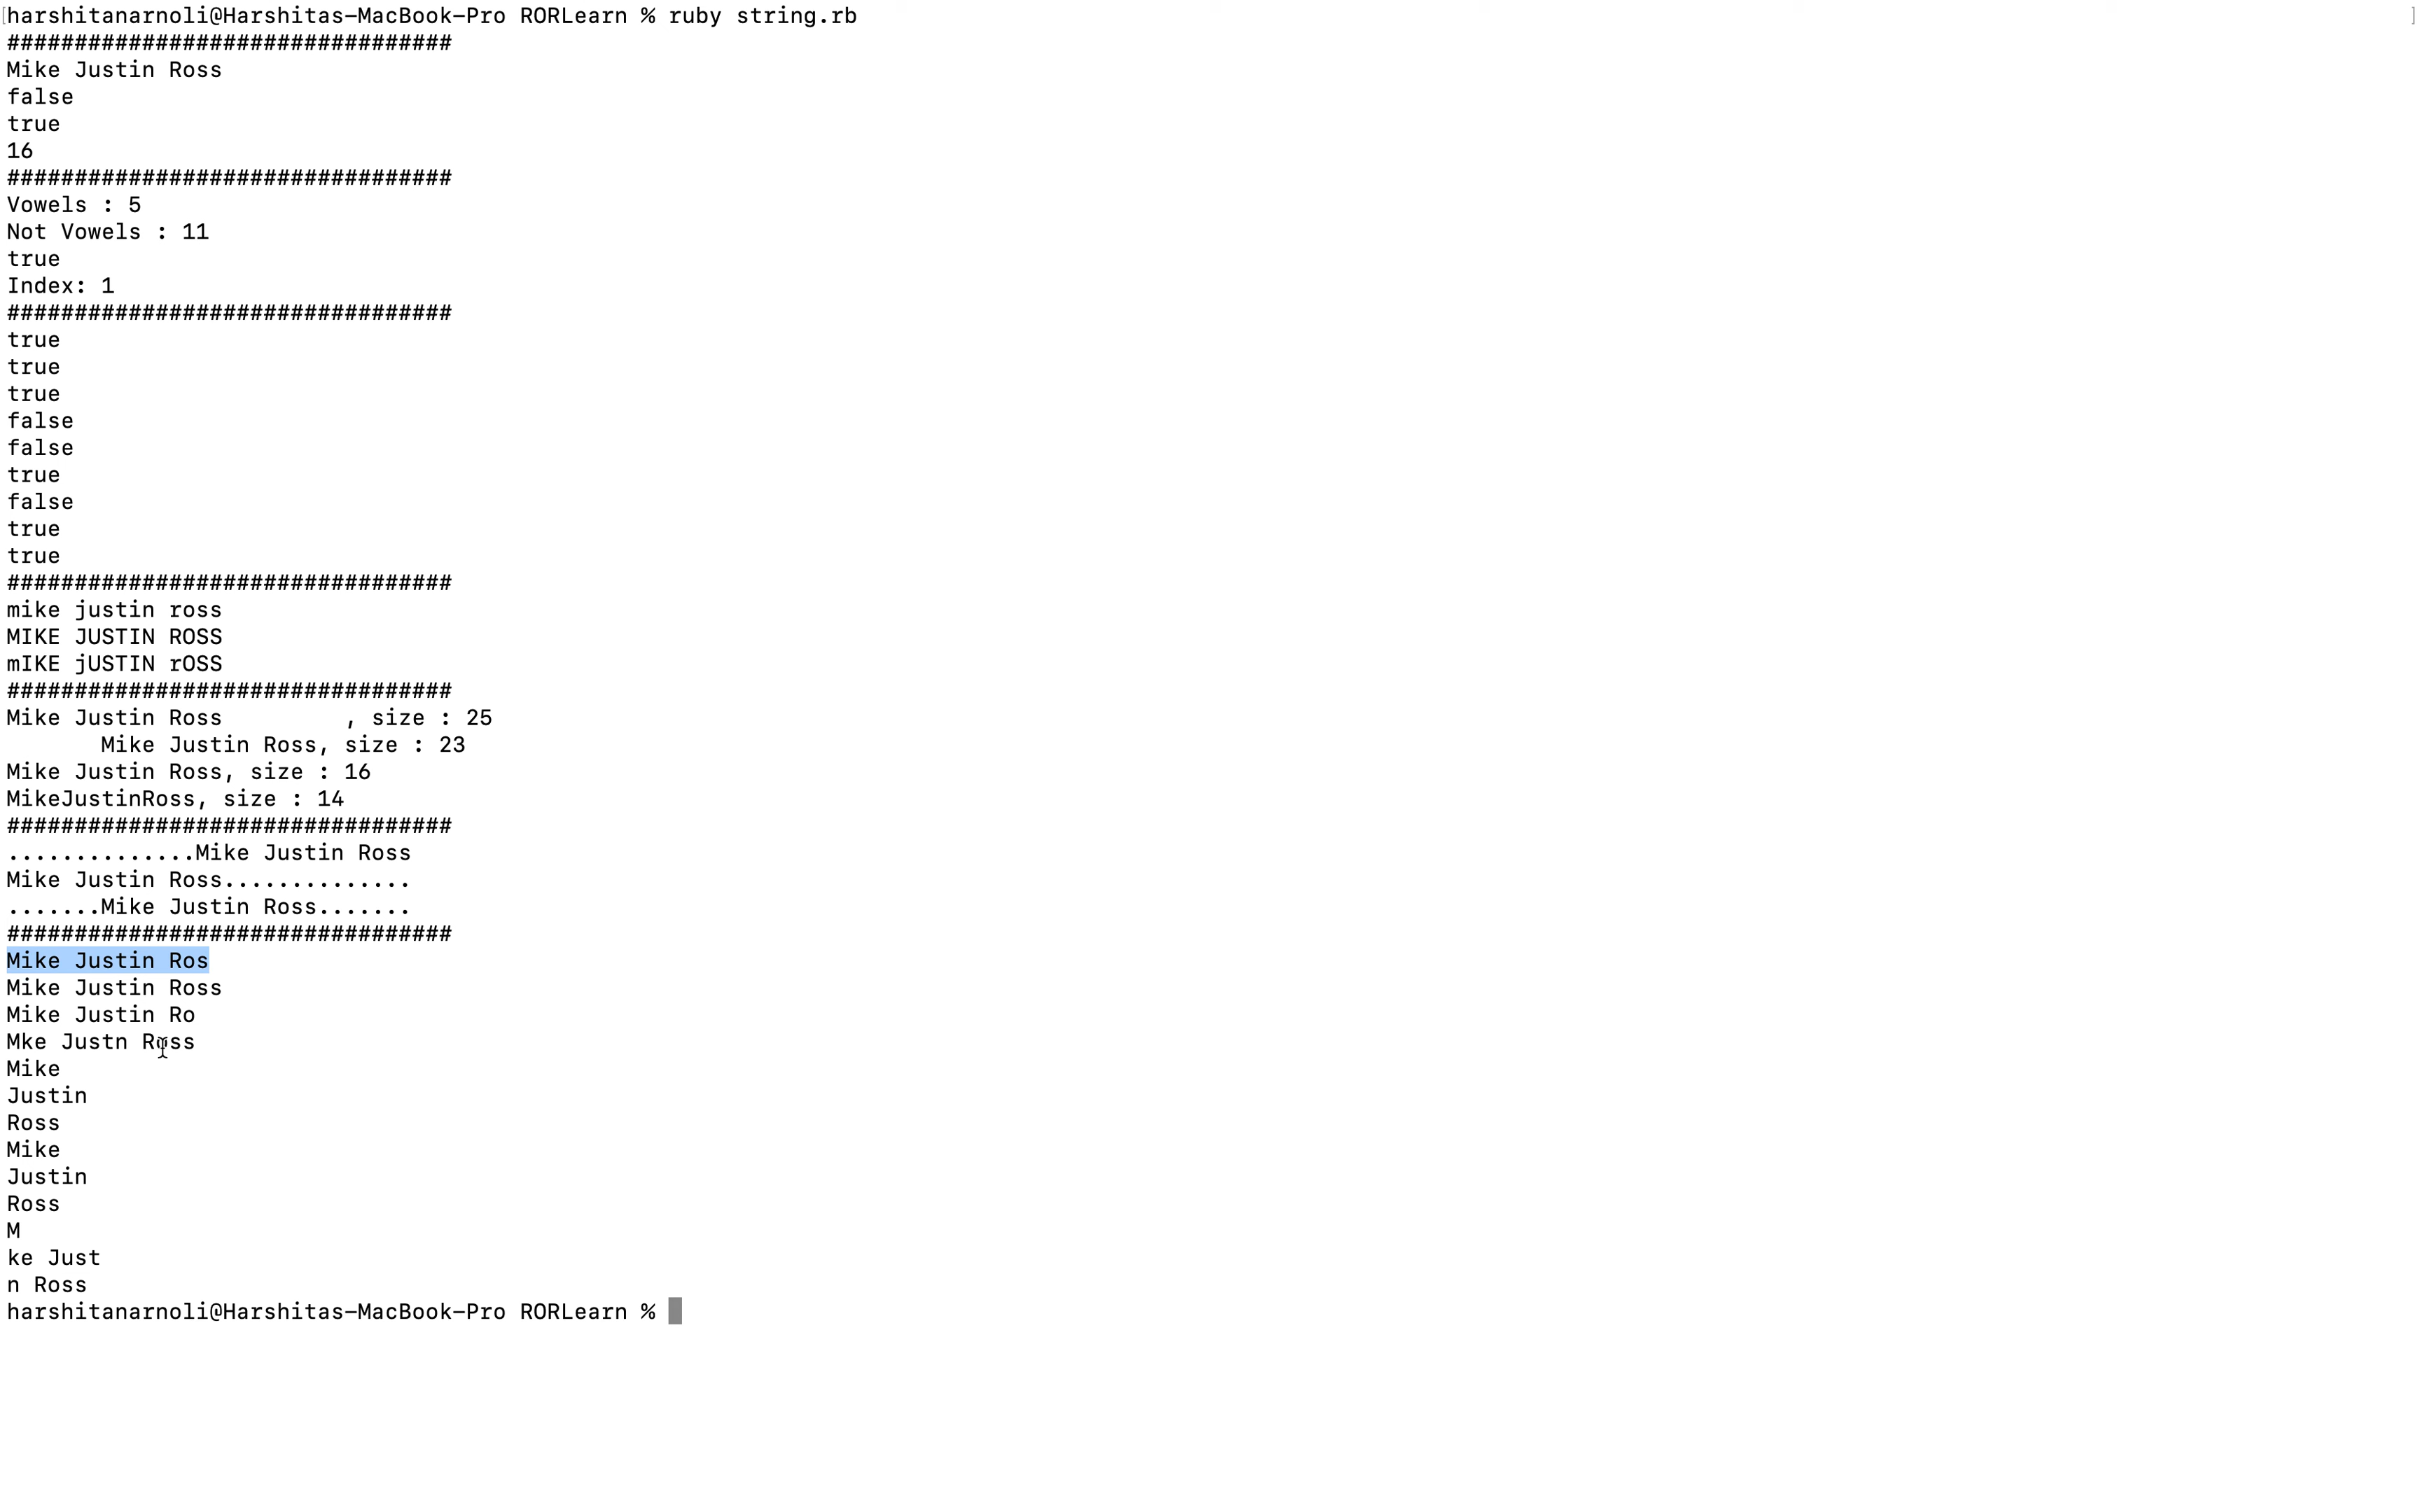 [harshitanarnoli@Harshitas-MacBook-Pro RORLearn % ruby string.rb ]
#################################
Mike Justin Ross
false
true
16
#################################
Vowels : 5
Not Vowels : 11
true
Index: 1
#################################
true
true
true
false
false
true
false
true
true
#################################
mike justin ross
MIKE JUSTIN ROSS
mIKE jUSTIN rOSS
#################################
Mike Justin Ross         , size : 25
       Mike Justin Ross, size : 23
Mike Justin Ross, size : 16
MikeJustinRoss, size : 14
#################################
..............Mike Justin Ross
Mike Justin Ross..............
.......Mike Justin Ross.......
#################################
Mike Justin Ros
Mike Justin Ross
Mike Justin Ro
Mke Justn Ross
Mike
Justin
Ross
Mike
Justin
Ross
M
ke Just
n Ross
harshitanarnoli@Harshitas-MacBook-Pro RORLearn %